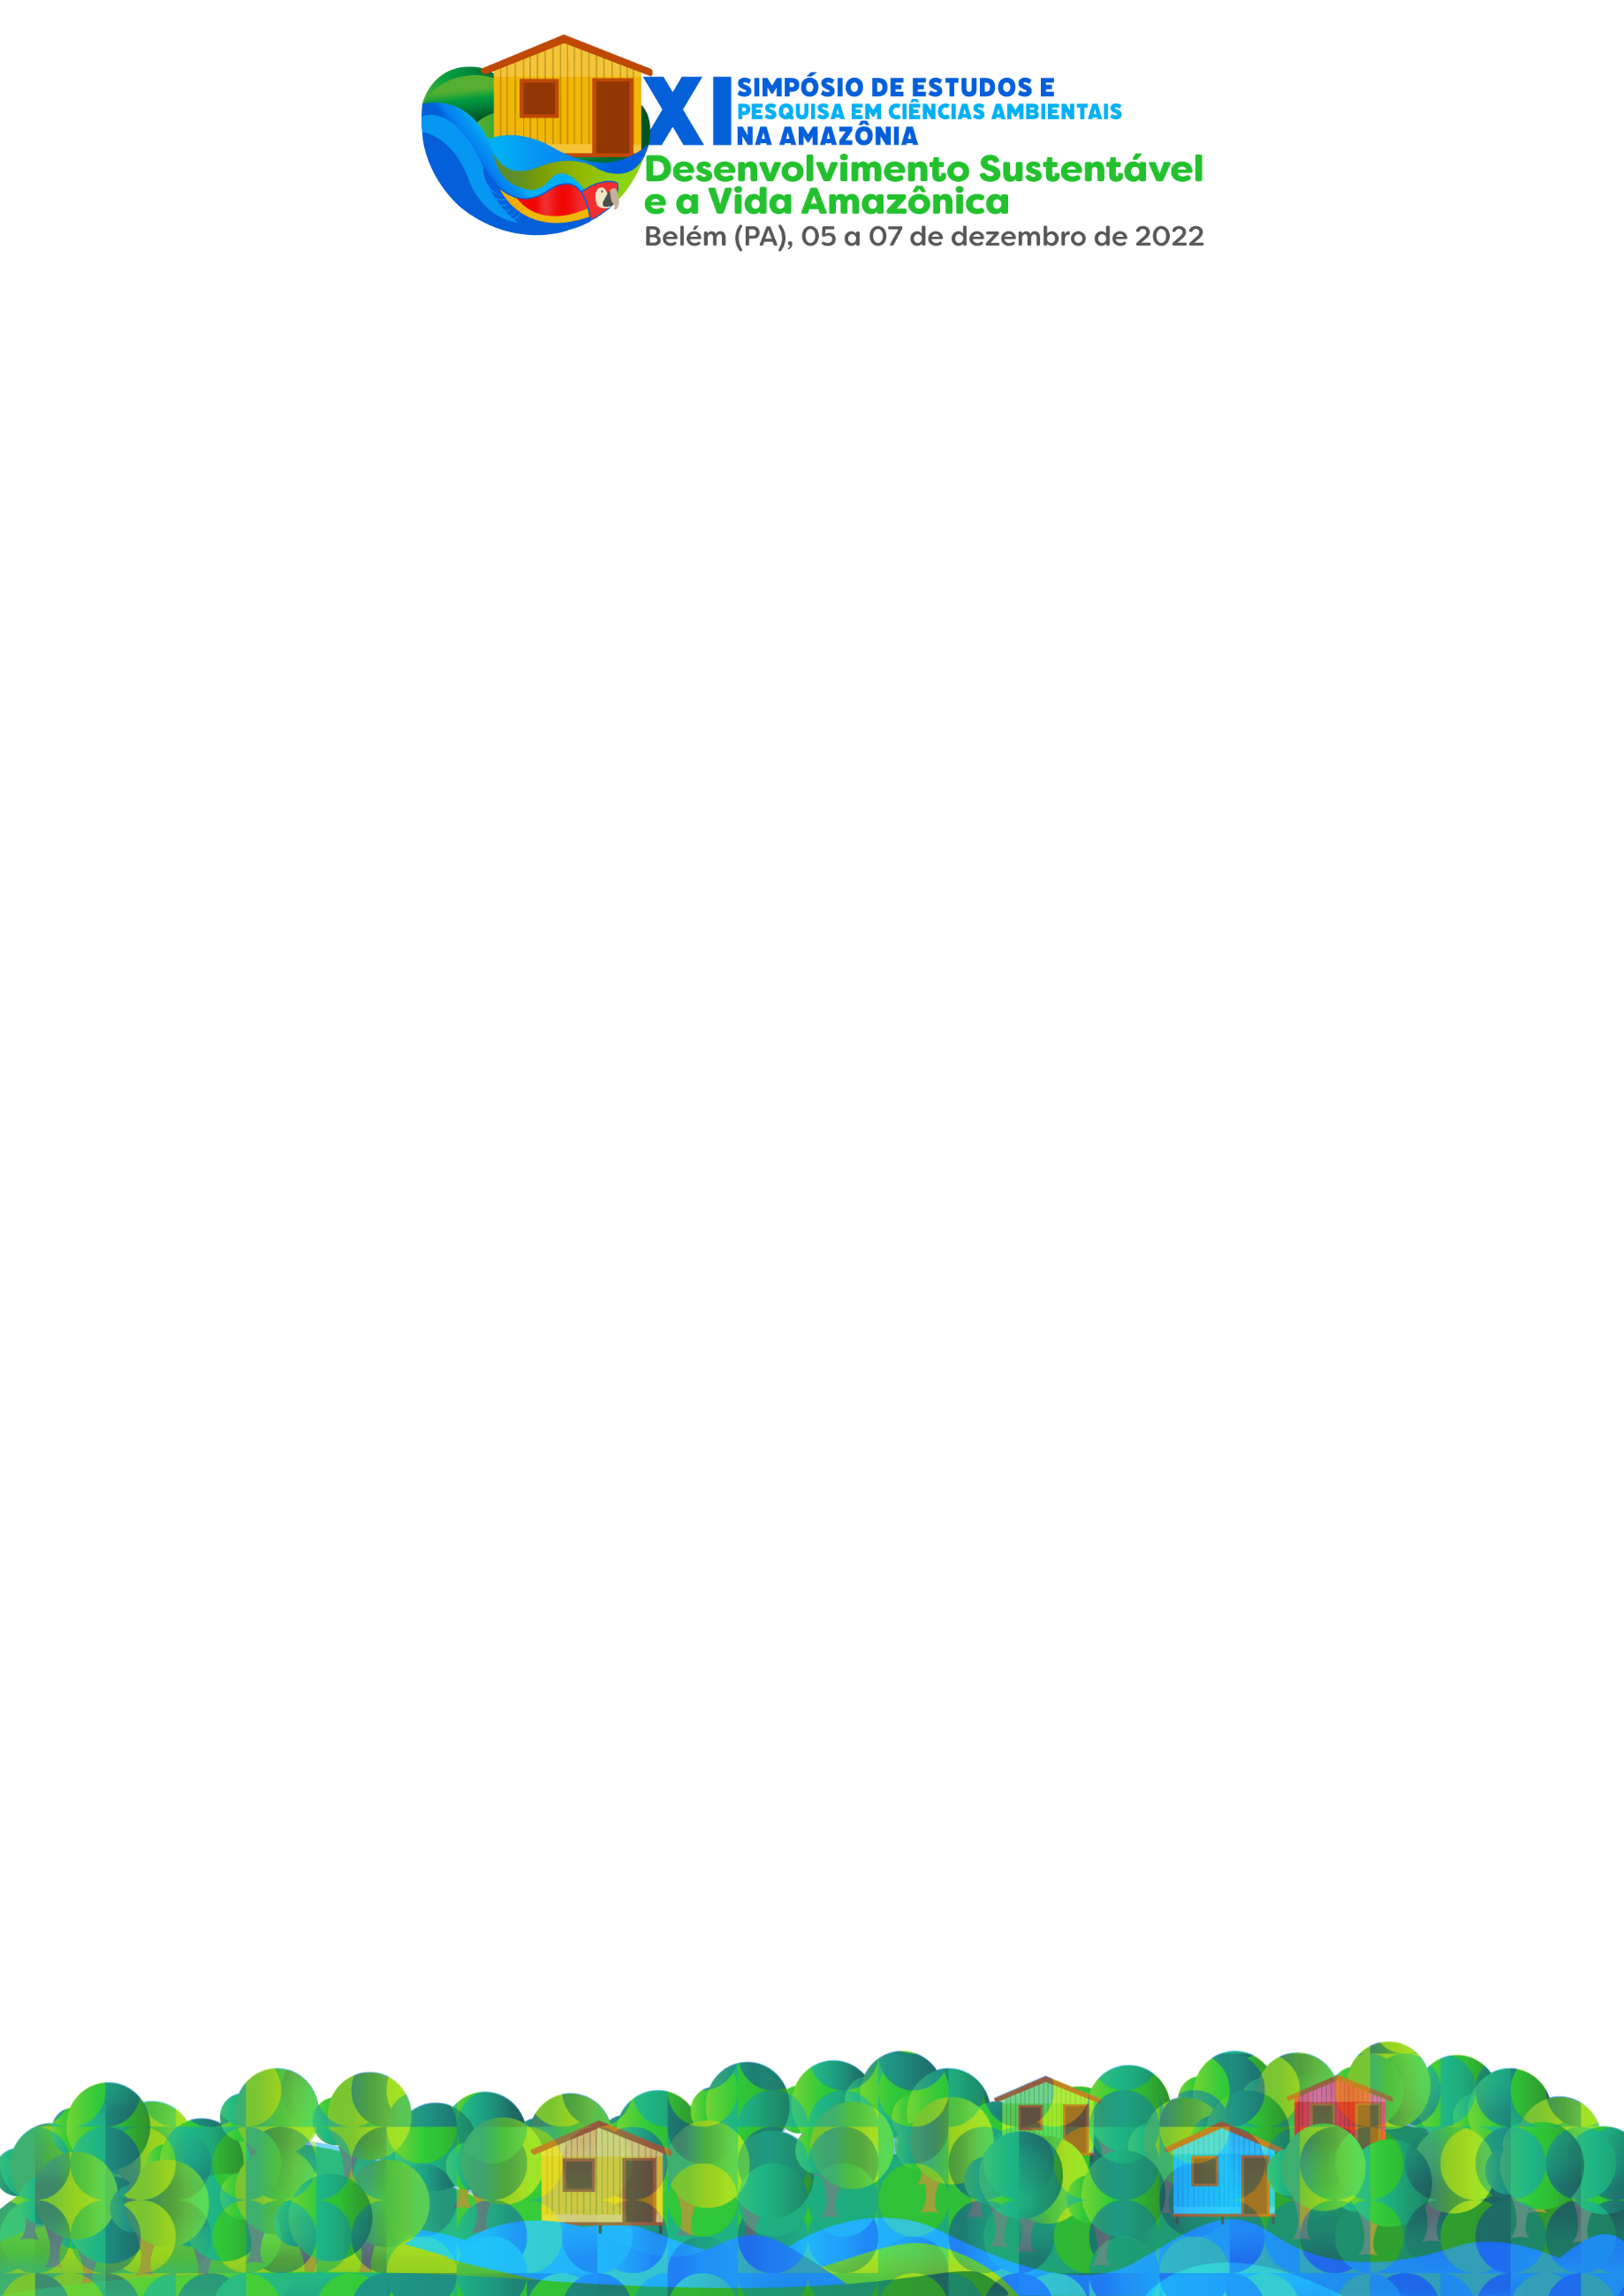 XI SIMPÓSIO DE ESTUDOS E
PESQUISA EM CIÊNCIAS AMBIENTAIS
NA AMAZÔNIA
Desenvolvimento Sustentável
e a Vida Amazônica
Belém (PA), 05 a 07 de dezembro de 2022